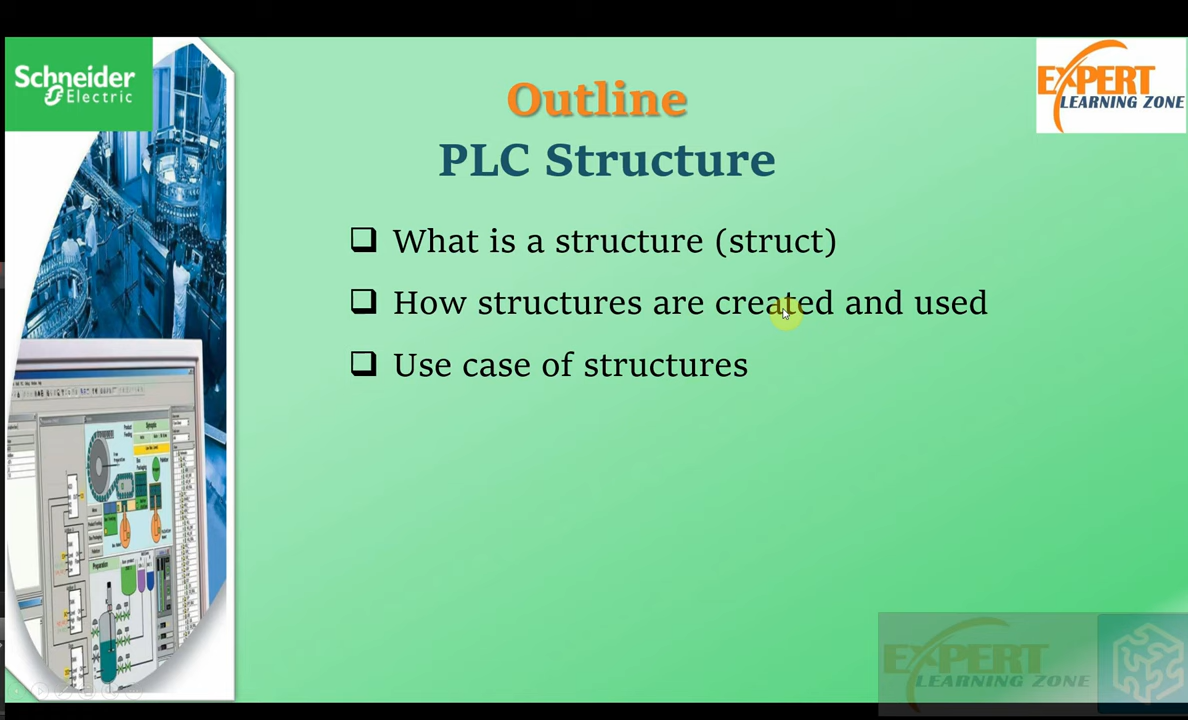 Schneider
Electric
Outline
EXPERT
LEARNING ZONE
PLC Structure
❑ What is a structure (struct)
❑ How structures are created and used
❑ Use case of structures
Preparation
EXPERT
LEARNING ZONE